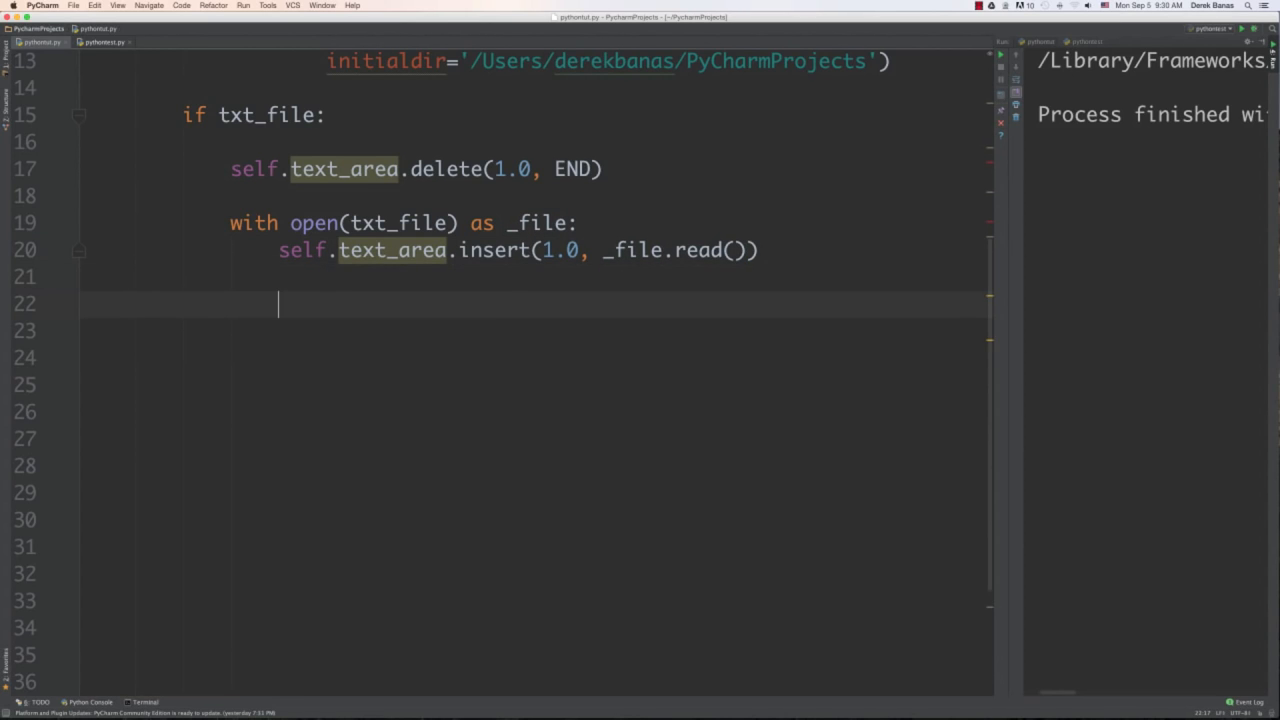 PyCharm File Edit View Navigate Code Refactor Run Tools VCS Window Help 10 Mon Sep 5 9:30 AM Derek Banas
pythontut.py - PycharmProjects - [~/PycharmProjects]
PycharmProjects pythontut.py pythontest
pythontut.py pythontest.py Run: pythontut pythontest
13 initialdir='/Users/derekbanas/PyCharmProjects') /Library/Frameworks
14
15 if txt_file: Process finished wi
16
17 self.text_area.delete(1.0, END)
18
19 with open(txt_file) as _file:
20 self.text_area.insert(1.0, _file.read())
21
22
23
24
25
26
27
28
29
30
31
32
33
34
35
36
1: Project
7: Structure
2: Favorites
6: TODO Python Console Terminal Event Log
Platform and Plugin Updates: PyCharm Community Edition is ready to update. (yesterday 7:51 PM) 22:17 LF÷ UTF-8÷